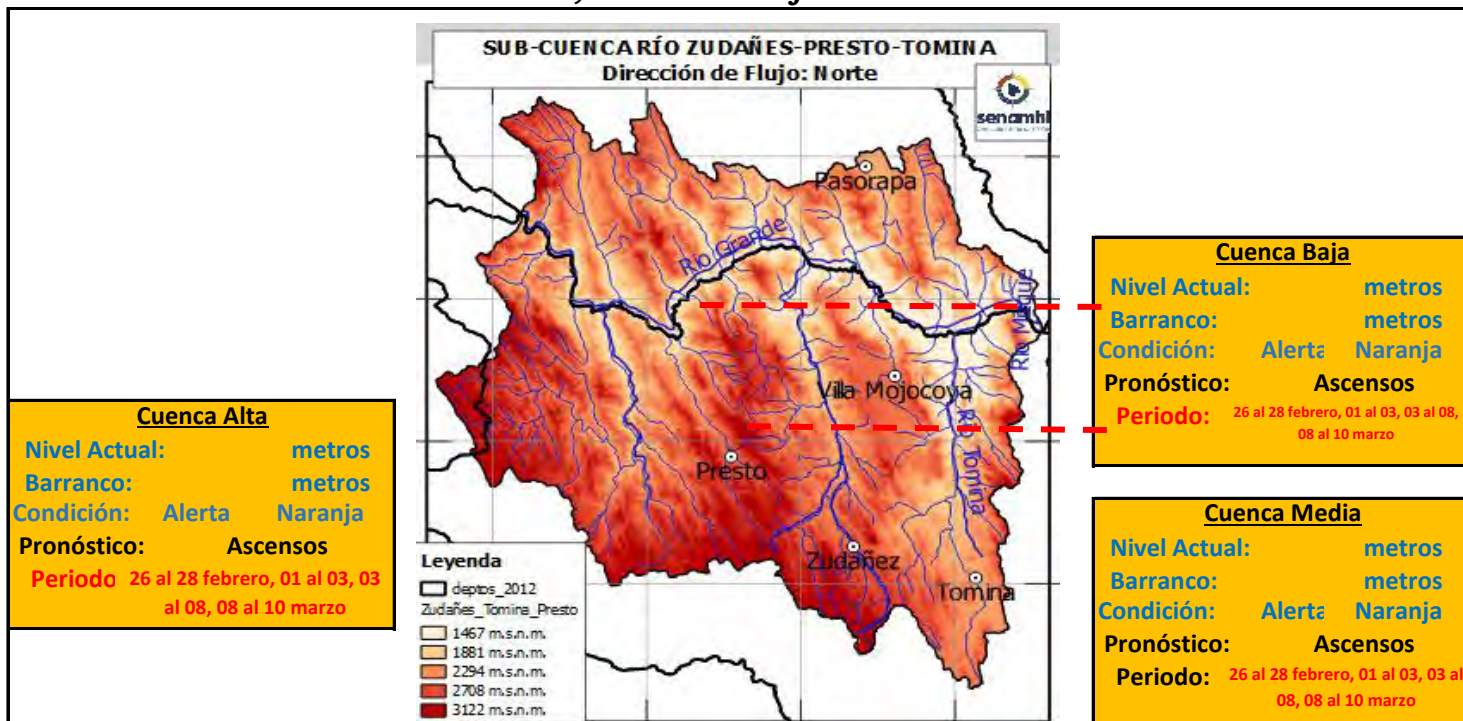 SUB-CUENCA RÍO ZUDAÑES-PRESTO-TOMINA
Dirección de Flujo: Norte
senamhi
Pasorapa
Río Grande
Río Mizque
Villa Mojocoya
Río Tomina
Presto
Zudáñez
Tomina
Leyenda
deptos_2012
Zudañes_Tomina_Presto
1467 m.s.n.m.
1881 m.s.n.m.
2294 m.s.n.m.
2708 m.s.n.m.
3122 m.s.n.m.
Cuenca Alta
Nivel Actual: metros
Barranco: metros
Condición: Alerta Naranja
Pronóstico: Ascensos
Periodo 26 al 28 febrero, 01 al 03, 03
al 08, 08 al 10 marzo
Cuenca Baja
Nivel Actual: metros
Barranco: metros
Condición: Alerta Naranja
Pronóstico: Ascensos
Periodo: 26 al 28 febrero, 01 al 03, 03 al 08,
08 al 10 marzo
Cuenca Media
Nivel Actual: metros
Barranco: metros
Condición: Alerta Naranja
Pronóstico: Ascensos
Periodo: 26 al 28 febrero, 01 al 03, 03 al
08, 08 al 10 marzo